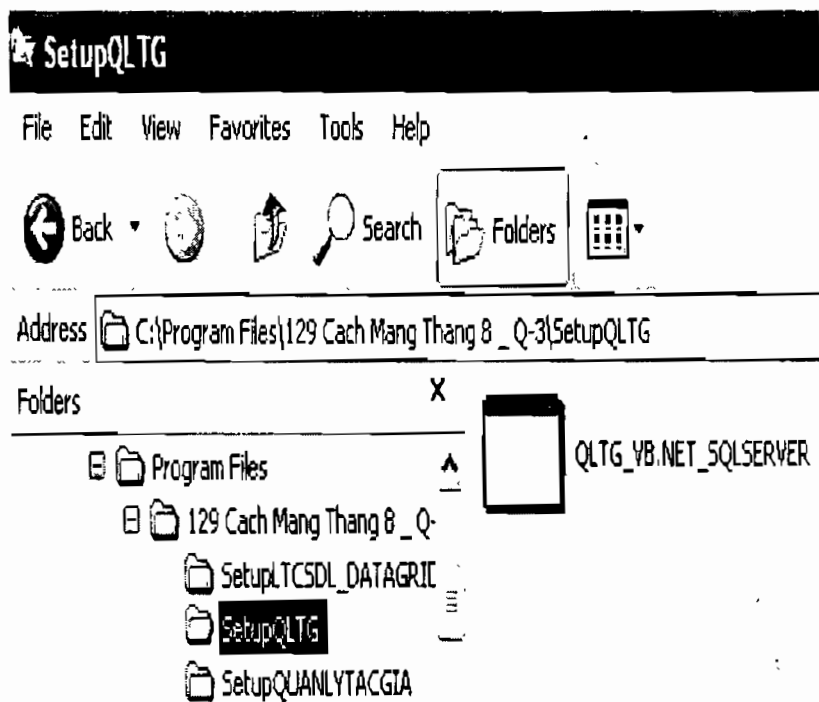 SetupQLTG
File Edit View Favorites Tools Help
Back Search Folders
Address C:\Program Files\129 Cach Mang Thang 8 _ Q-3\SetupQLTG
Folders X
Program Files
129 Cach Mang Thang 8 _ Q-
SetupLTCSDL_DATAGRID
SetupQLTG
SetupQUANLYTACGIA
QLTG_VB.NET_SQLSERVER